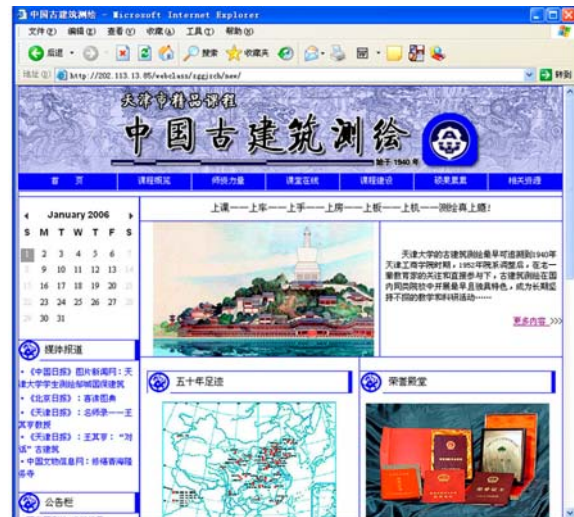 中国古建筑测绘 - Microsoft Internet Explorer
文件(F) 编辑(E) 查看(V) 收藏(A) 工具(T) 帮助(H)
后退 搜索 收藏夹
地址(D) http://202.113.13.85/webclass/zggjzch/new/ 转到
天津市精品课程
中国古建筑测绘
始于1940年
首 页 课程概览 师资力量 课堂在线 课程建设 硕果累累 相关资源
上课——上车——上手——上房——上板——上机——测绘真上瘾!
January 2006
S M T W T F S
1 2 3 4 5 6 7
8 9 10 11 12 13 14
15 16 17 18 19 20 21
22 23 24 25 26 27 28
29 30 31
天津大学的古建筑测绘最早可追溯到1940年
天津工商学院时期,1952年院系调整后,在老一
辈教育家的关注和直接参与下,古建筑测绘在国
内同类院校中开展最早且独具特色,成为长期坚
持不懈的教学和科研活动……
更多内容 >>>
媒体报道
·《中国日报》图片新闻网:天
津大学学生测绘郧城国保建筑
·《北京日报》:喜读图典
·《天津日报》:名师录——王
其亨教授
·《天津日报》:王其亨:“对
话”古建筑
·中国文物信息网:
五十年足迹
荣誉殿堂
公告栏